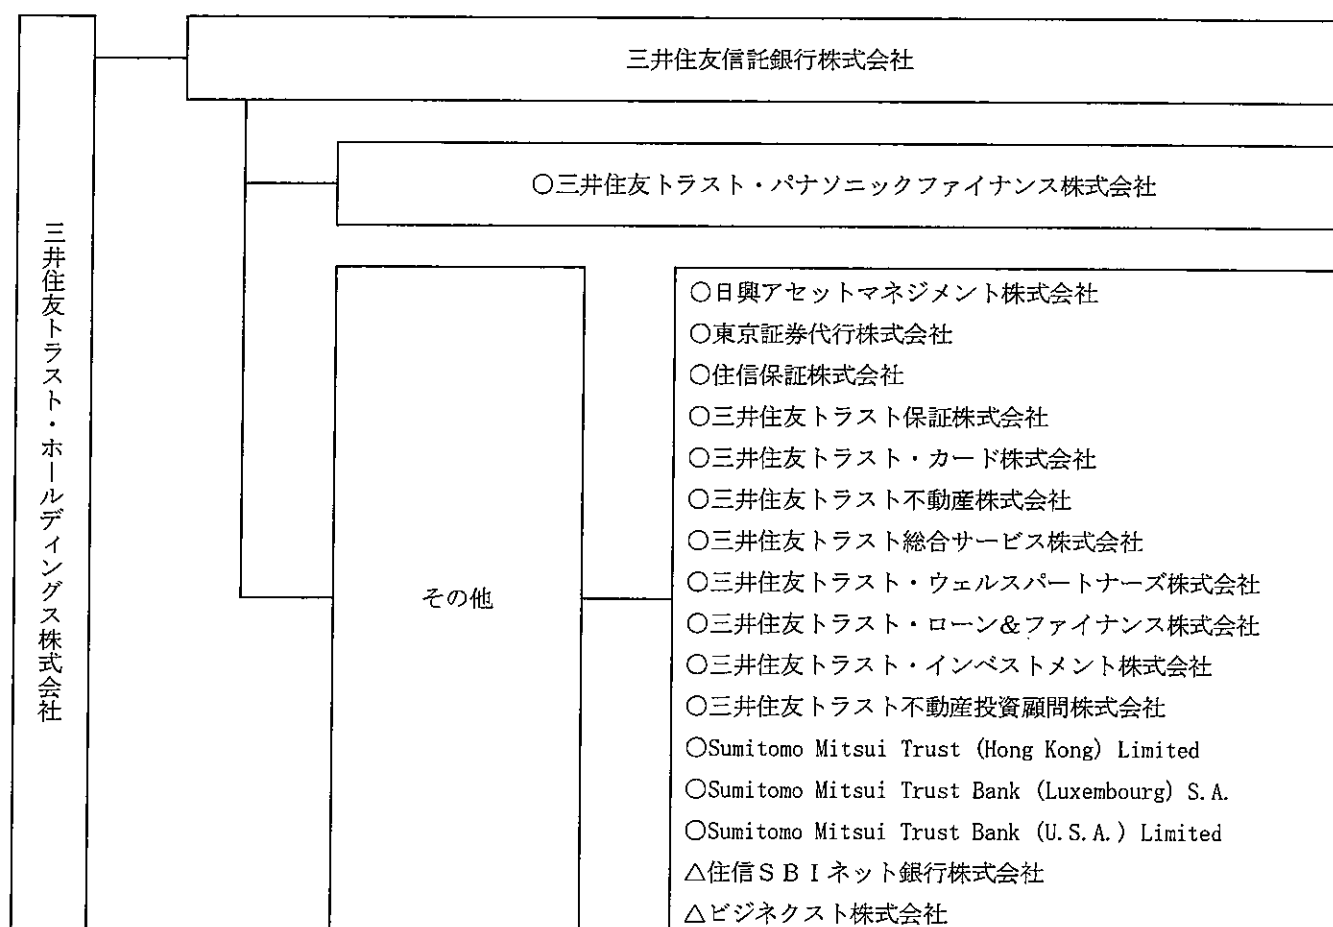 三井住友トラスト・ホールディングス株式会社
三井住友信託銀行株式会社
○三井住友トラスト・パナソニックファイナンス株式会社
その他
○日興アセットマネジメント株式会社
○東京証券代行株式会社
○住信保証株式会社
○三井住友トラスト保証株式会社
○三井住友トラスト・カード株式会社
○三井住友トラスト不動産株式会社
○三井住友トラスト総合サービス株式会社
○三井住友トラスト・ウェルスパートナーズ株式会社
○三井住友トラスト・ローン&ファイナンス株式会社
○三井住友トラスト・インベストメント株式会社
○三井住友トラスト不動産投資顧問株式会社
○Sumitomo Mitsui Trust (Hong Kong) Limited
○Sumitomo Mitsui Trust Bank (Luxembourg) S.A.
○Sumitomo Mitsui Trust Bank (U.S.A.) Limited
△住信SBIネット銀行株式会社
△ビジネクスト株式会社